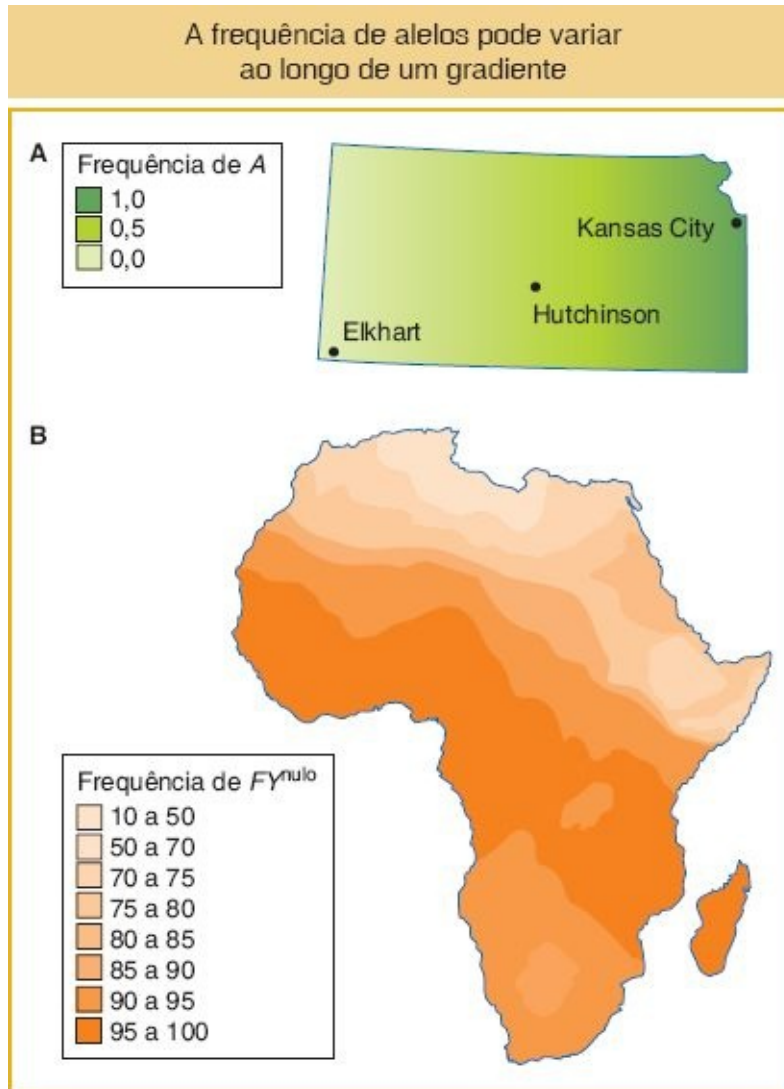 A frequência de alelos pode variar
ao longo de um gradiente
A
Frequência de A
1,0
0,5
0,0
Kansas City
Hutchinson
Elkhart
B
Frequência de FYnulo
10 a 50
50 a 70
70 a 75
75 a 80
80 a 85
85 a 90
90 a 95
95 a 100